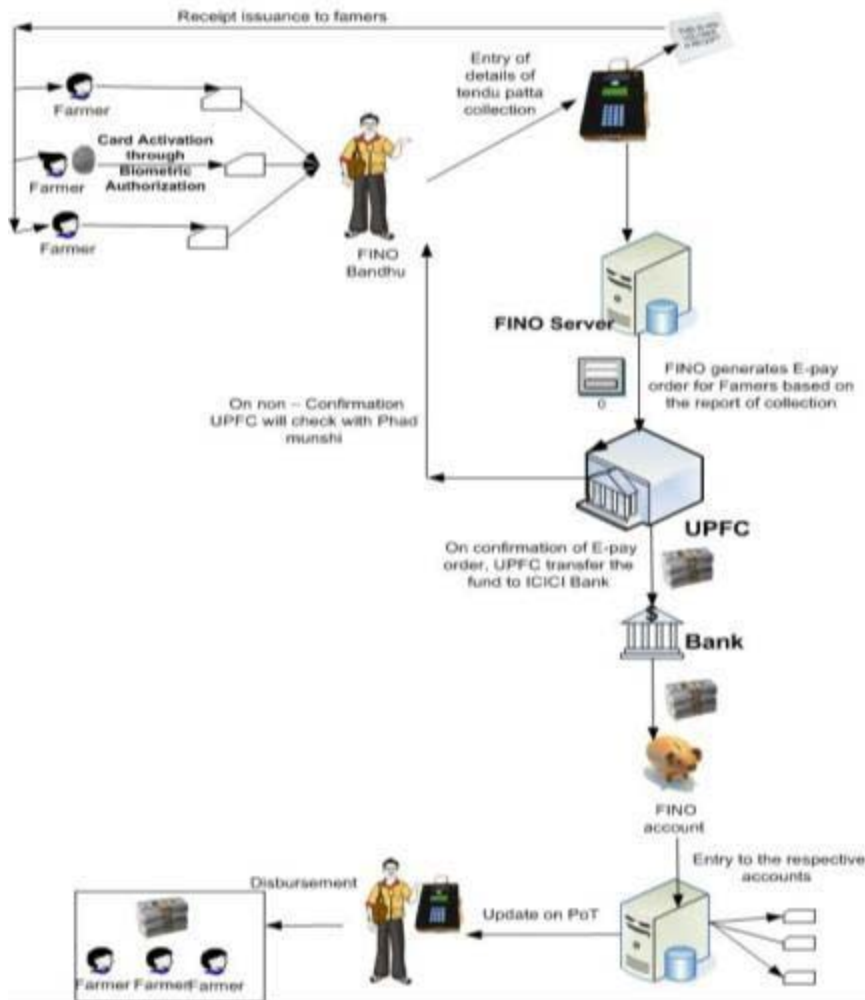 Receipt issuance to famers
Entry of
details of
tendu patta
collection
Farmer
Card Activation
through
Biometric
Authorization
Farmer
Farmer
FINO
Bandhu
FINO Server
FINO generates E-pay
order for Famers based on
the report of collection
0
On non – Confirmation
UPFC will check with Phad
munshi
UPFC
On confirmation of E-pay
order, UPFC transfer the
fund to ICICI Bank
$
Bank
FINO
account
Entry to the respective
accounts
Disbursement
Update on PoT
Farmer Farmer Farmer